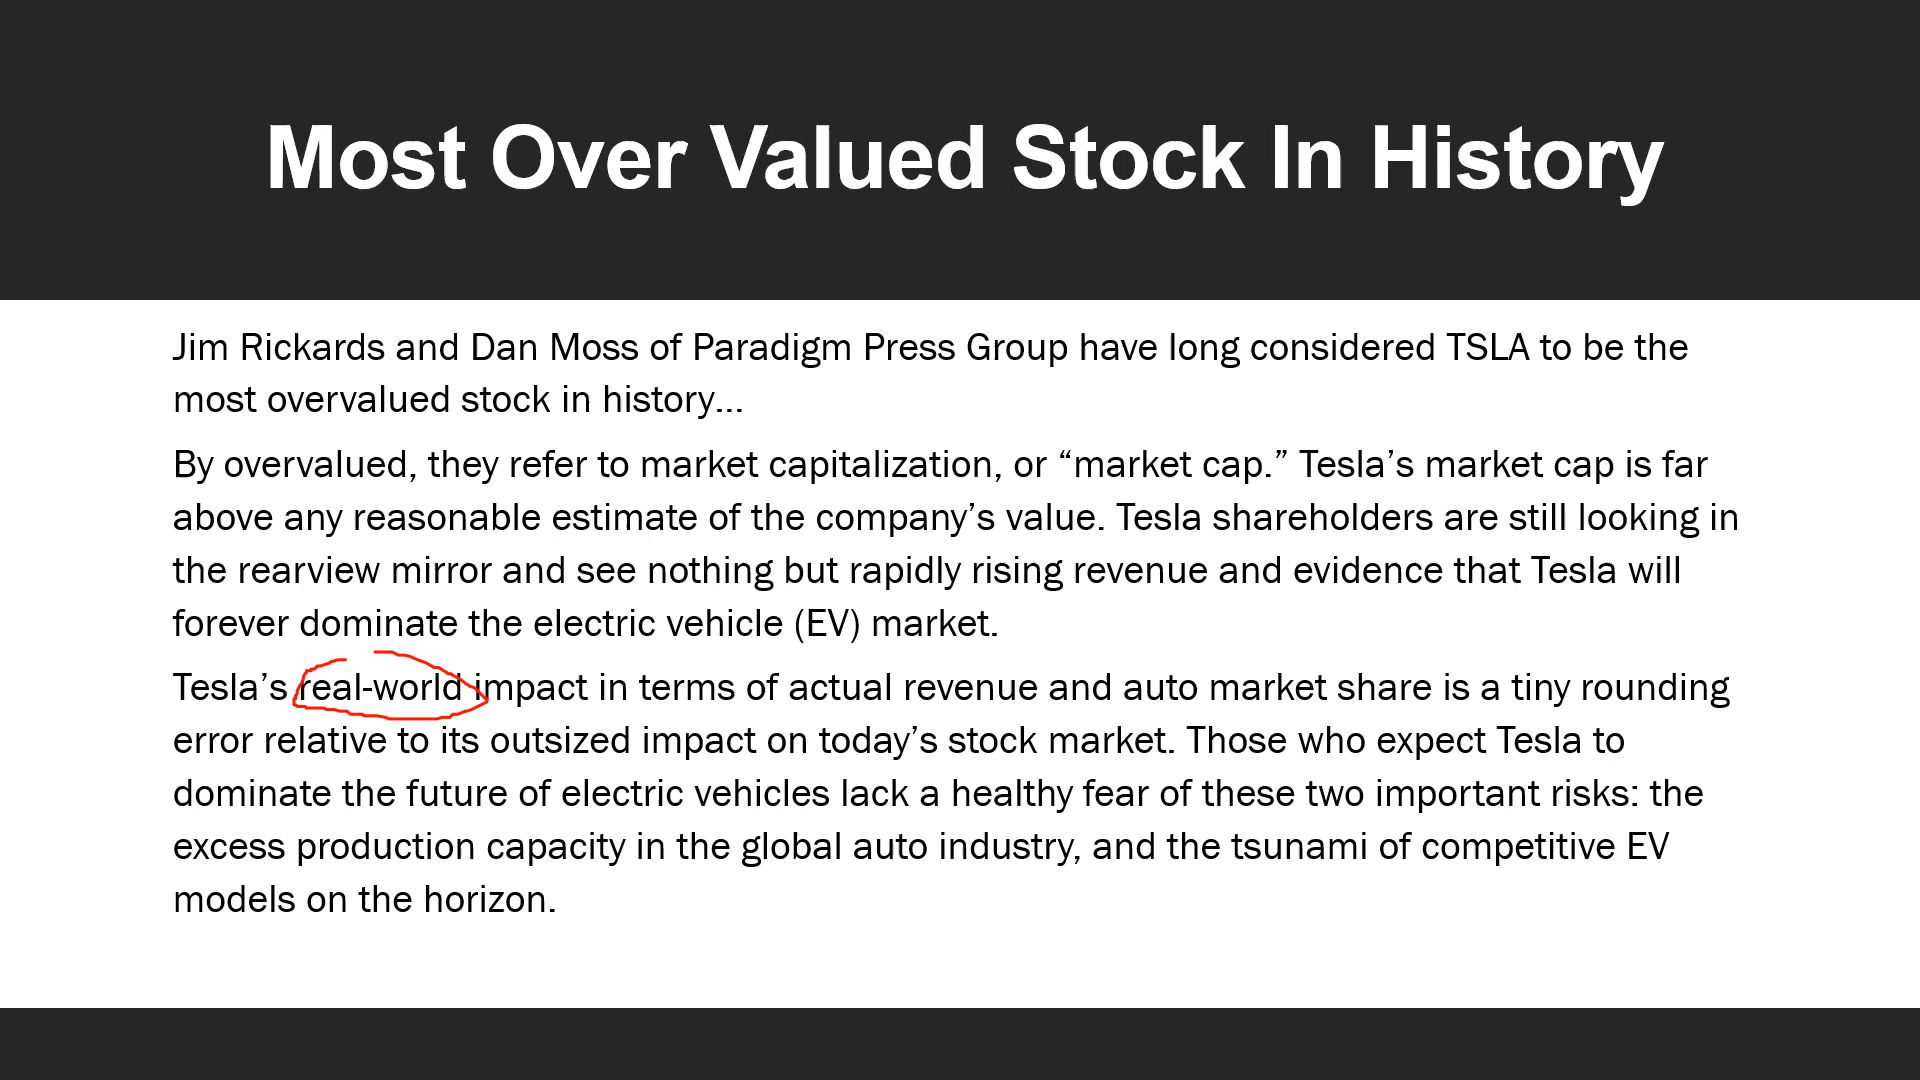 Most Over Valued Stock In History
Jim Rickards and Dan Moss of Paradigm Press Group have long considered TSLA to be the
most overvalued stock in history...
By overvalued, they refer to market capitalization, or “market cap.” Tesla’s market cap is far
above any reasonable estimate of the company’s value. Tesla shareholders are still looking in
the rearview mirror and see nothing but rapidly rising revenue and evidence that Tesla will
forever dominate the electric vehicle (EV) market.
Tesla’s real-world impact in terms of actual revenue and auto market share is a tiny rounding
error relative to its outsized impact on today’s stock market. Those who expect Tesla to
dominate the future of electric vehicles lack a healthy fear of these two important risks: the
excess production capacity in the global auto industry, and the tsunami of competitive EV
models on the horizon.